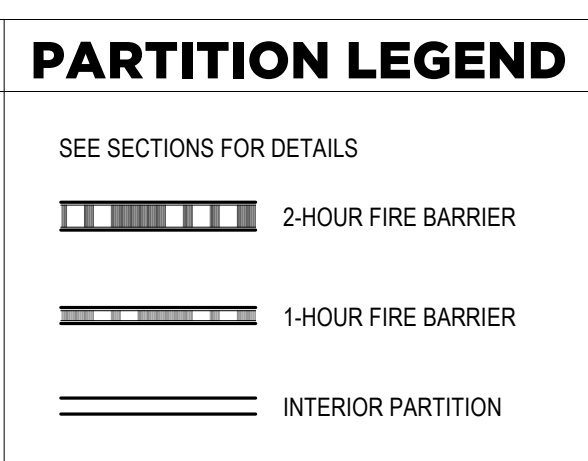 PARTITION LEGEND
SEE SECTIONS FOR DETAILS
2-HOUR FIRE BARRIER
1-HOUR FIRE BARRIER
INTERIOR PARTITION